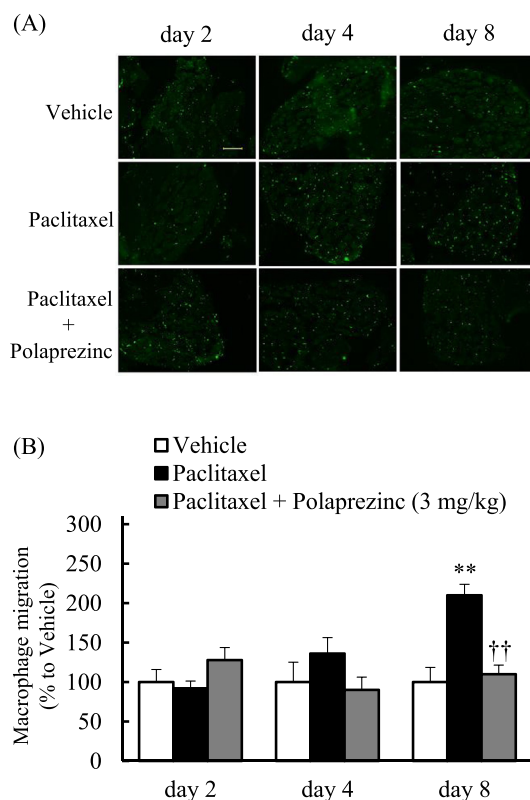 (A)
day 2 day 4 day 8
Vehicle
Paclitaxel
Paclitaxel
+
Polaprezinc
(B)
Vehicle
Paclitaxel
Paclitaxel + Polaprezinc (3 mg/kg)
Macrophage migration
(% to Vehicle)
300
250
200
150
100
50
0
**
††
day 2 day 4 day 8